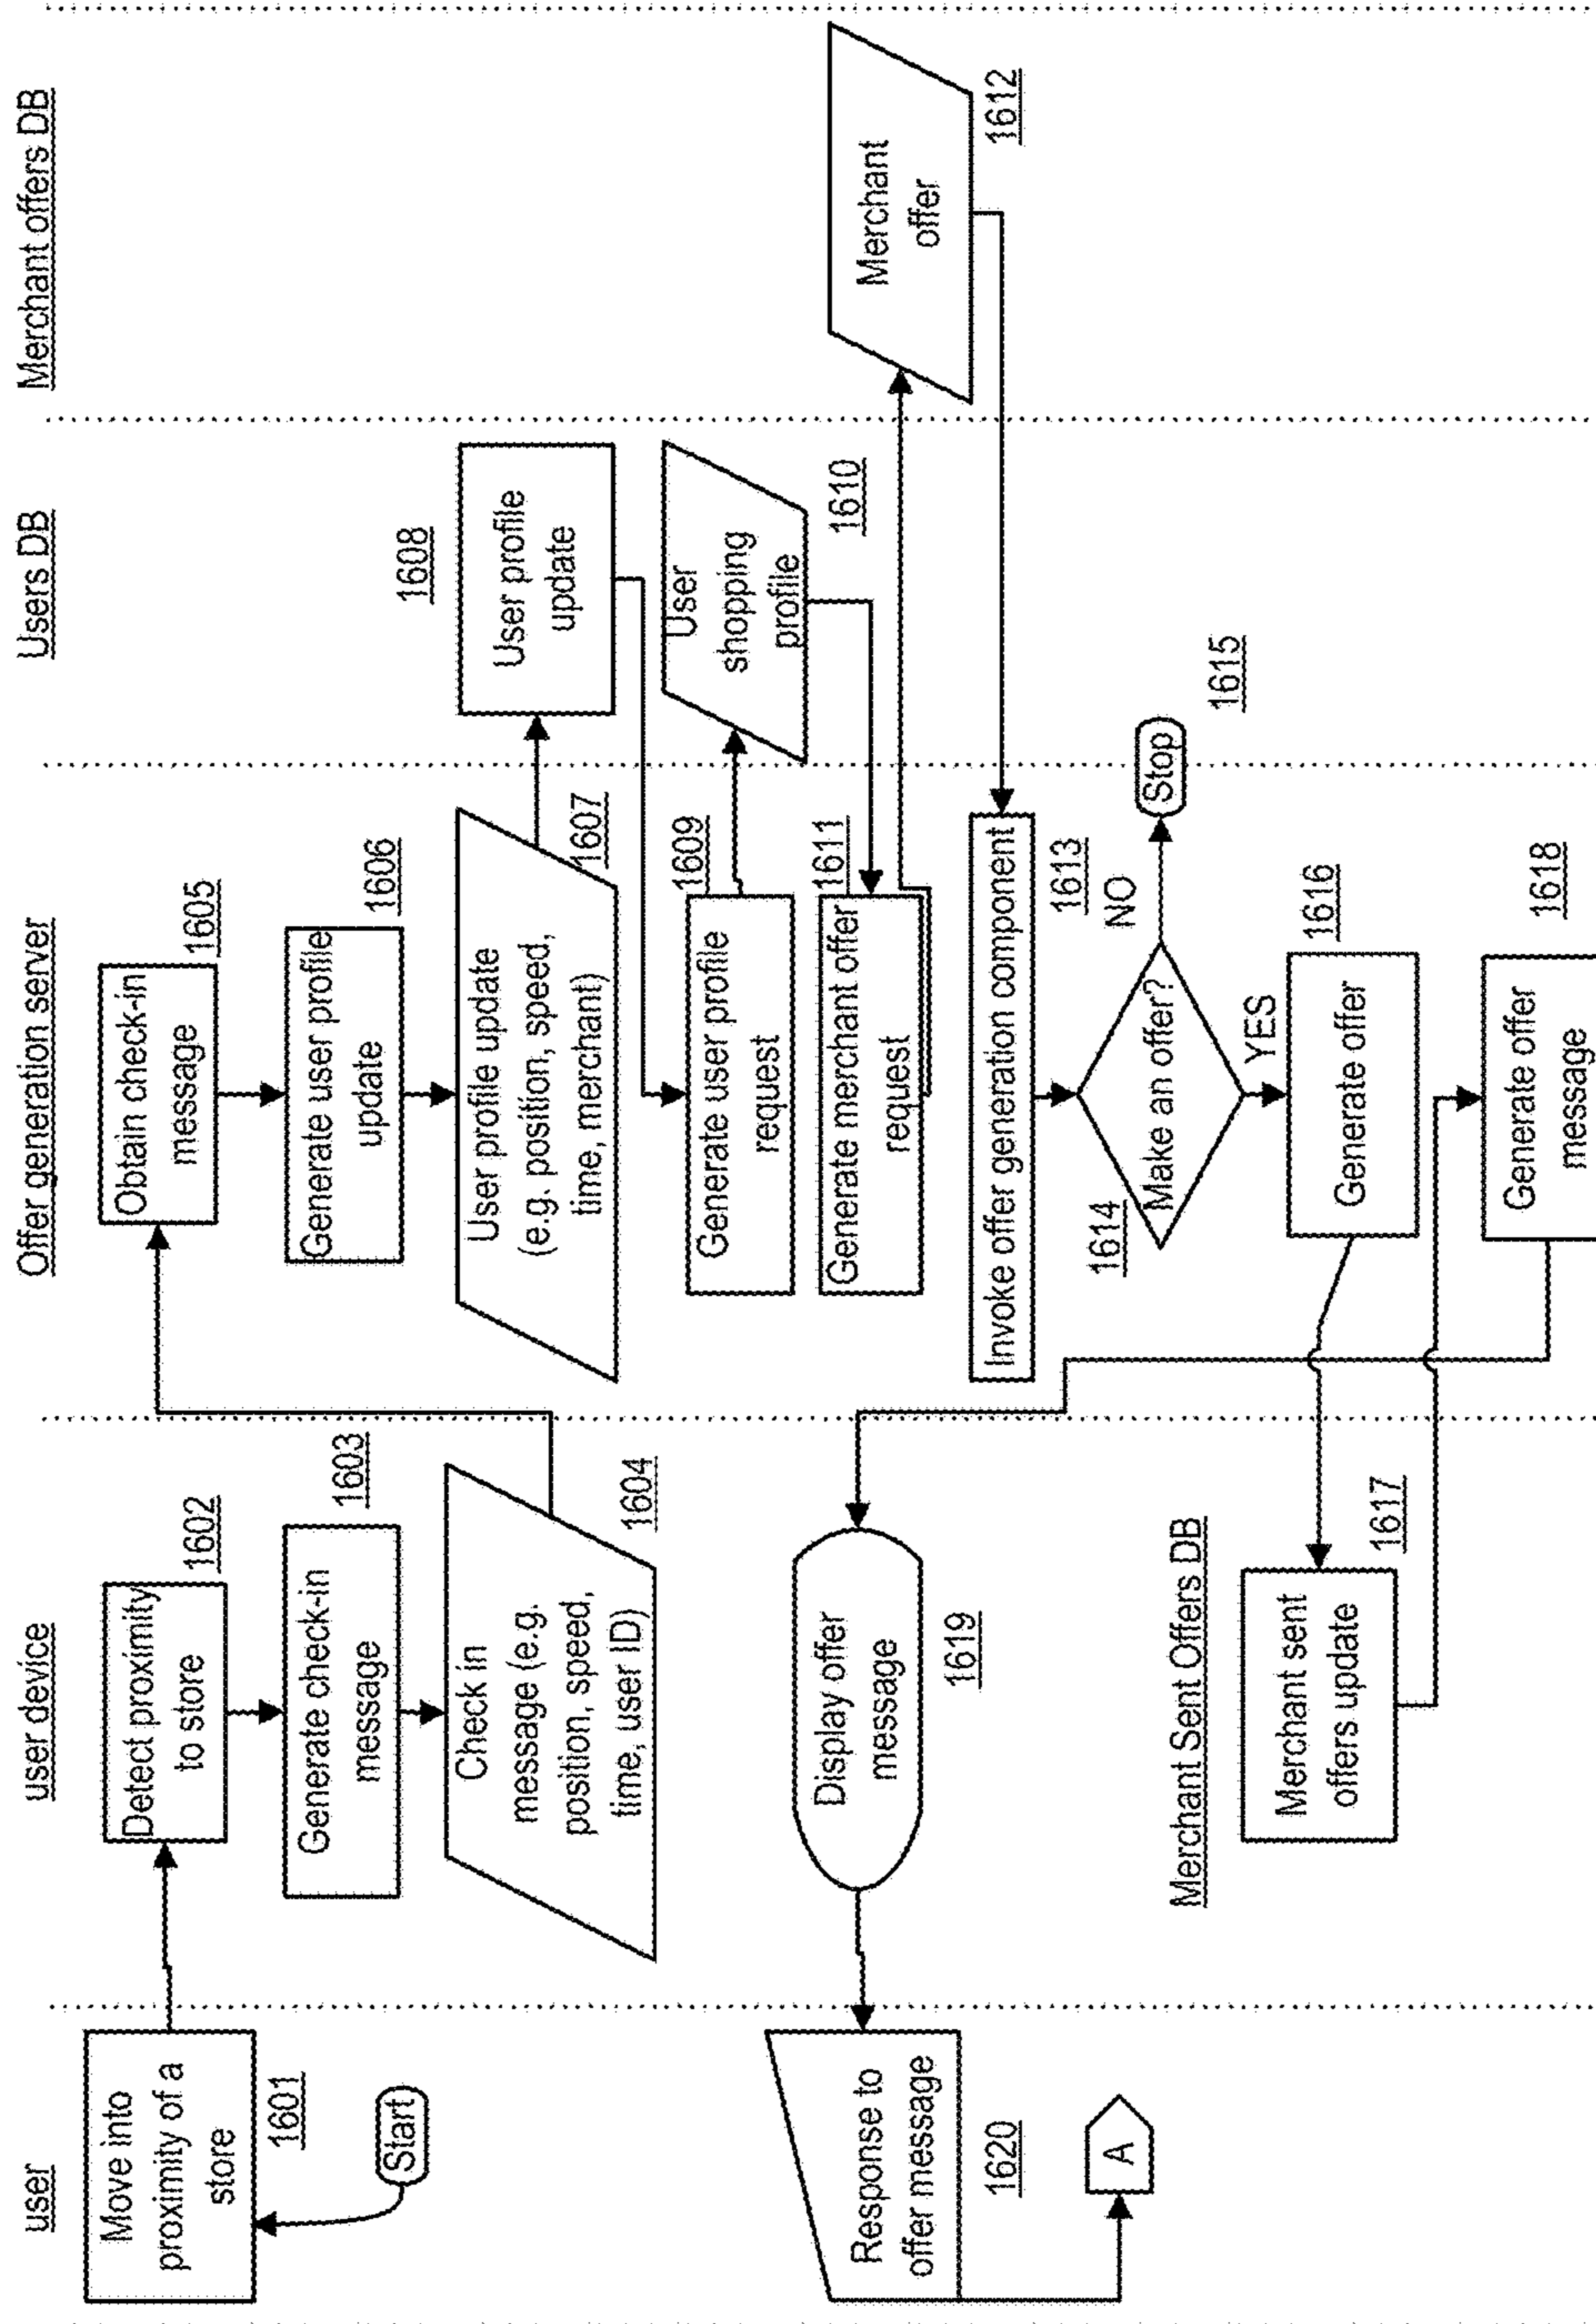 user
Move into
proximity of a
store
1601
Start
Response to
offer message
1620
A
user device
Detect proximity
to store
1602
Generate check-in
message
1603
Check in
message (e.g.
position, speed,
time, user ID)
1604
Display offer
message
1619
Merchant Sent Offers DB
Merchant sent
offers update
1617
Offer generation server
Obtain check-in
message
1605
Generate user profile
update
1606
User profile update
(e.g. position, speed,
time, merchant)
1607
Generate user profile
request
1609
Generate merchant offer
request
1611
Invoke offer generation component
1613
Make an offer?
1614
NO
YES
Stop
1615
Generate offer
1616
Generate offer
message
1618
Users DB
User profile
update
1608
User
shopping
profile
1610
Merchant offers DB
Merchant
offer
1612